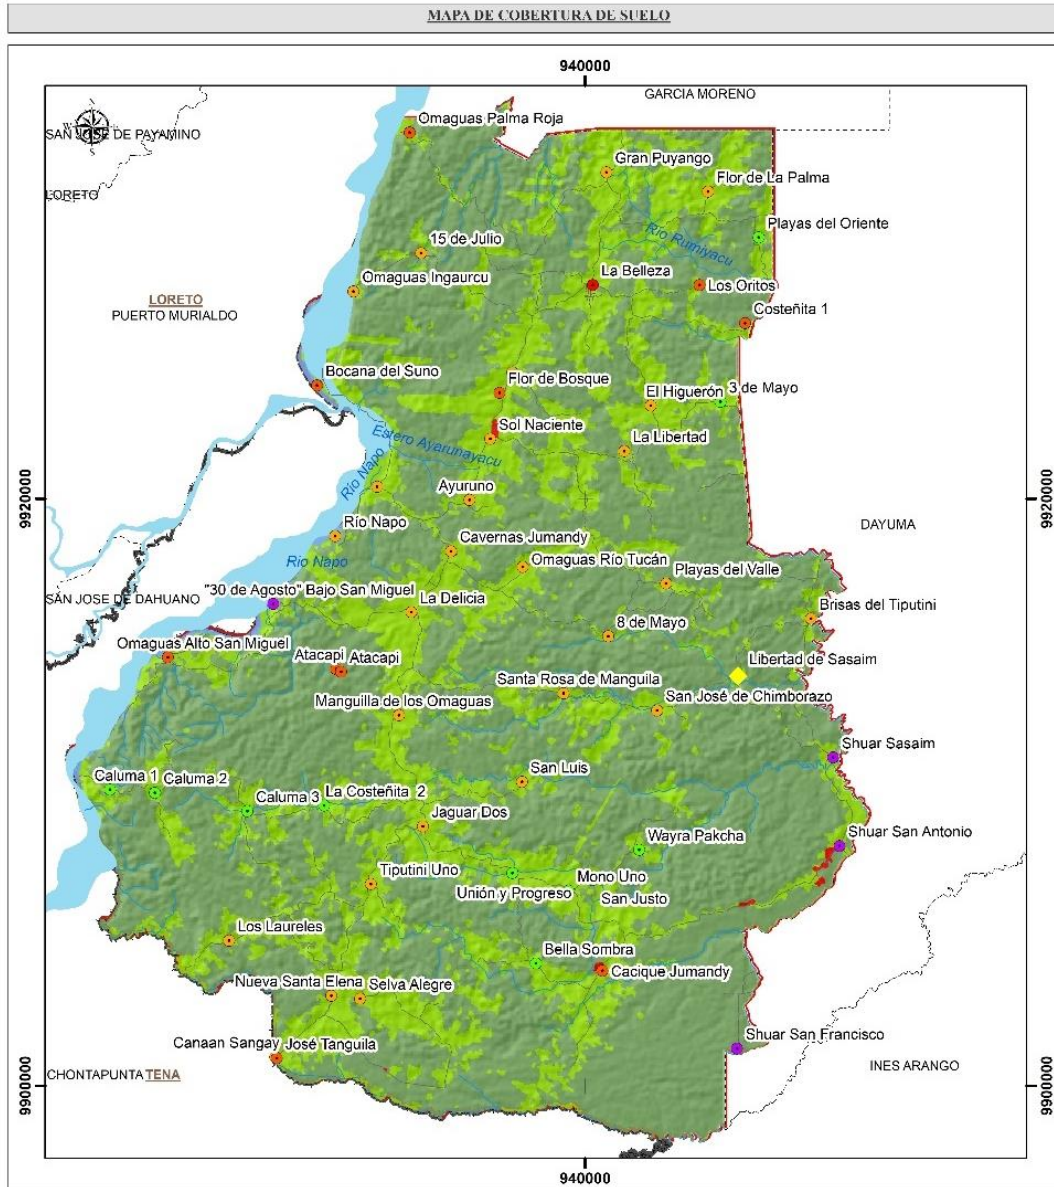 MAPA DE COBERTURA DE SUELO
940000
GARCIA MORENO
SAN JOSE DE PAYAMINO
Omaguas Palma Roja
Gran Puyango
LORETO
Flor de La Palma
Playas del Oriente
Río Rumiyacu
15 de Julio
La Belleza
Omaguas Ingaurcu
Los Oritos
LORETO
PUERTO MURIALDO
Costeñita 1
Bocana del Suno
Flor de Bosque
El Higuerón
3 de Mayo
Sol Naciente
Estero Ayarunayacu
La Libertad
Río Napo
Ayuruno
9920000
9920000
DAYUMA
Río Napo
Cavernas Jumandy
Rio Napo
Omaguas Río Tucán
Playas del Valle
SAN JOSE DE DAHUANO
"30 de Agosto" Bajo San Miguel
La Delicia
Brisas del Tiputini
8 de Mayo
Omaguas Alto San Miguel
Atacapi
Atacapi
Libertad de Sasaim
Santa Rosa de Manguila
San José de Chimborazo
Manguilla de los Omaguas
Shuar Sasaim
Caluma 1
Caluma 2
San Luis
Caluma 3
La Costeñita 2
Jaguar Dos
Wayra Pakcha
Shuar San Antonio
Tiputini Uno
Mono Uno
Unión y Progreso
San Justo
Los Laureles
Bella Sombra
Cacique Jumandy
Nueva Santa Elena
Selva Alegre
Canaan Sangay
José Tanguila
Shuar San Francisco
CHONTAPUNTA TENA
INES ARANGO
9900000
9900000
940000